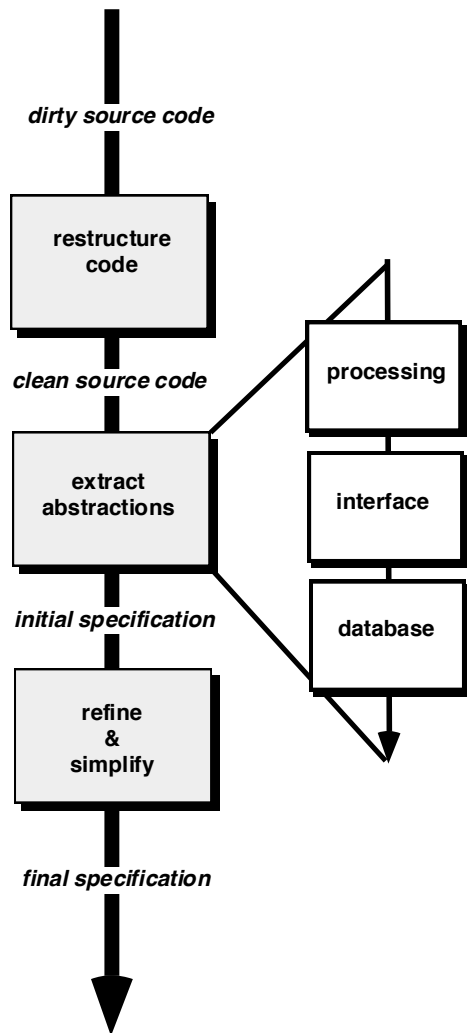 dirty source code
restructure
code
clean source code
extract
abstractions
initial specification
refine
&
simplify
final specification
processing
interface
database